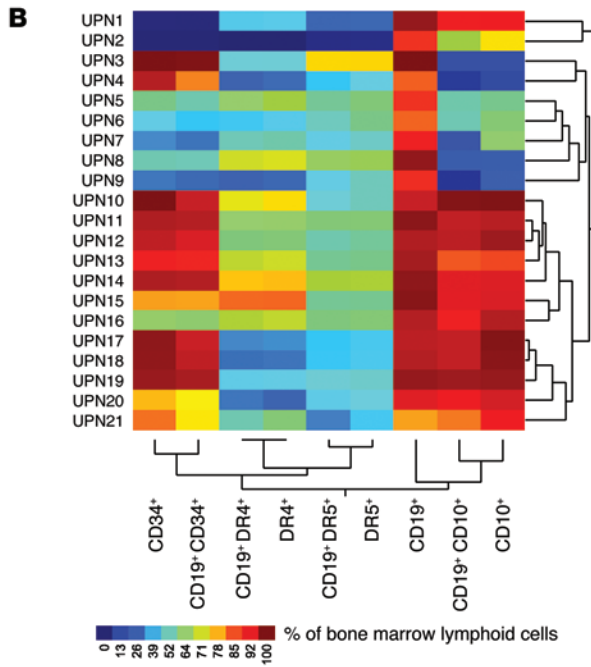 B
UPN1
UPN2
UPN3
UPN4
UPN5
UPN6
UPN7
UPN8
UPN9
UPN10
UPN11
UPN12
UPN13
UPN14
UPN15
UPN16
UPN17
UPN18
UPN19
UPN20
UPN21
CD34⁺
CD19⁺ CD34⁺
CD19⁺ DR4⁺
DR4⁺
CD19⁺ DR5⁺
DR5⁺
CD19⁺
CD19⁺ CD10⁺
CD10⁺
0 13 26 39 52 64 71 78 85 92 100 % of bone marrow lymphoid cells